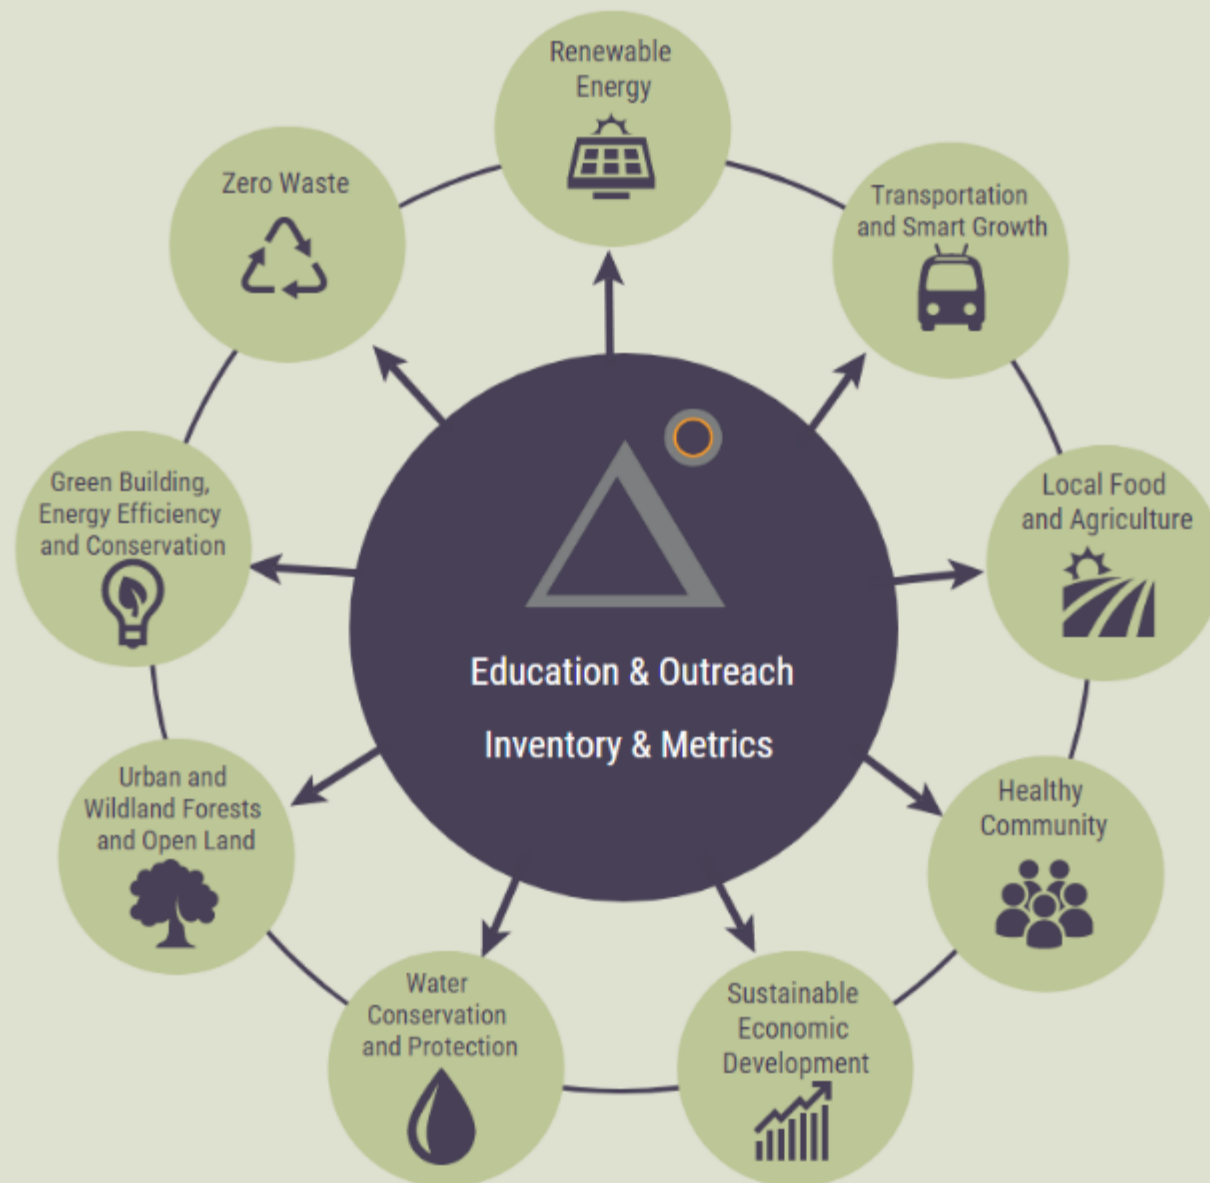 Renewable
Energy
Transportation
and Smart Growth
Local Food
and Agriculture
Healthy
Community
Sustainable
Economic
Development
Water
Conservation
and Protection
Urban and
Wildland Forests
and Open Land
Green Building,
Energy Efficiency
and Conservation
Zero Waste
Education & Outreach
Inventory & Metrics